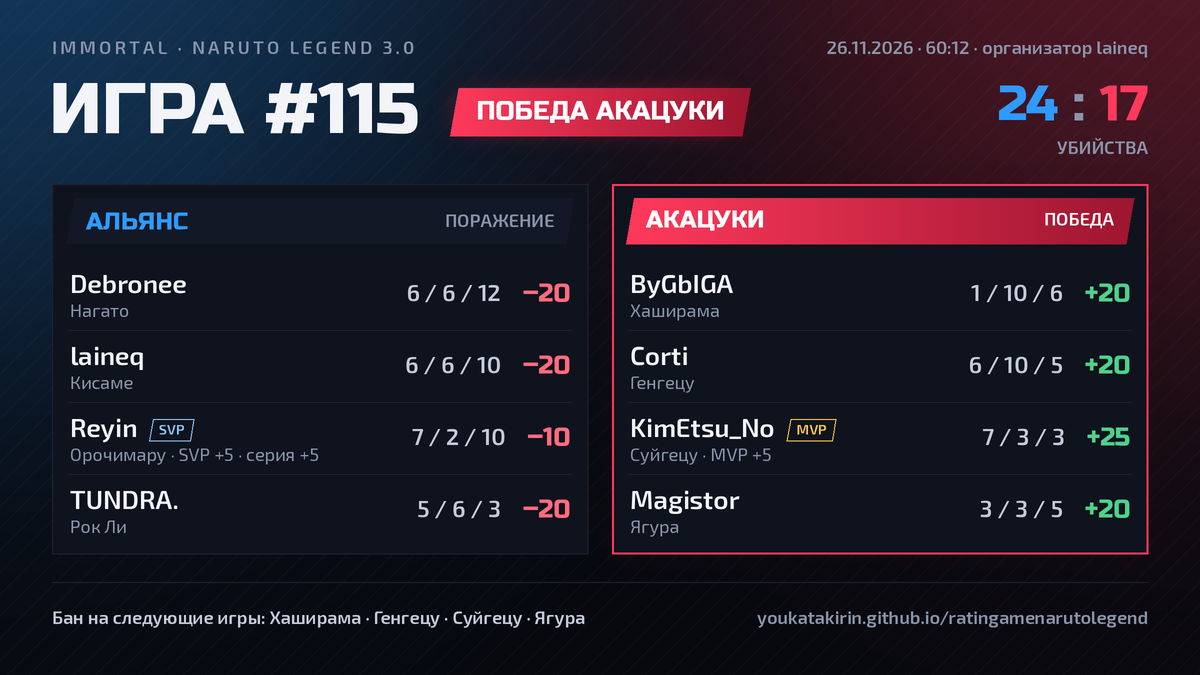 IMMORTAL · NARUTO LEGEND 3.0
26.11.2026 · 60:12 · организатор laineq
ИГРА #115
ПОБЕДА АКАЦУКИ
24 : 17
УБИЙСТВА
АЛЬЯНС ПОРАЖЕНИЕ
Debronee 6 / 6 / 12 −20
Нагато
laineq 6 / 6 / 10 −20
Кисаме
Reyin SVP 7 / 2 / 10 −10
Орочимару · SVP +5 · серия +5
TUNDRA. 5 / 6 / 3 −20
Рок Ли
АКАЦУКИ ПОБЕДА
ByGbIGA 1 / 10 / 6 +20
Хаширама
Corti 6 / 10 / 5 +20
Генгецу
KimEtsu_No MVP 7 / 3 / 3 +25
Суйгецу · MVP +5
Magistor 3 / 3 / 5 +20
Ягура
Бан на следующие игры: Хаширама · Генгецу · Суйгецу · Ягура
youkatakirin.github.io/ratingamenarutolegend